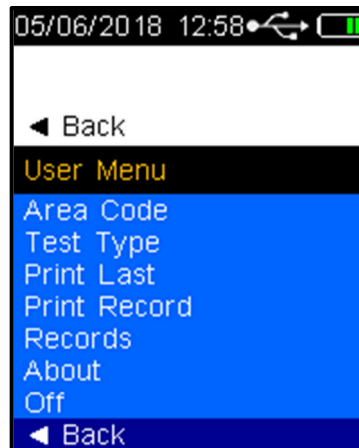 05/06/2018 12:58
◄ Back
User Menu
Area Code
Test Type
Print Last
Print Record
Records
About
Off
◄ Back